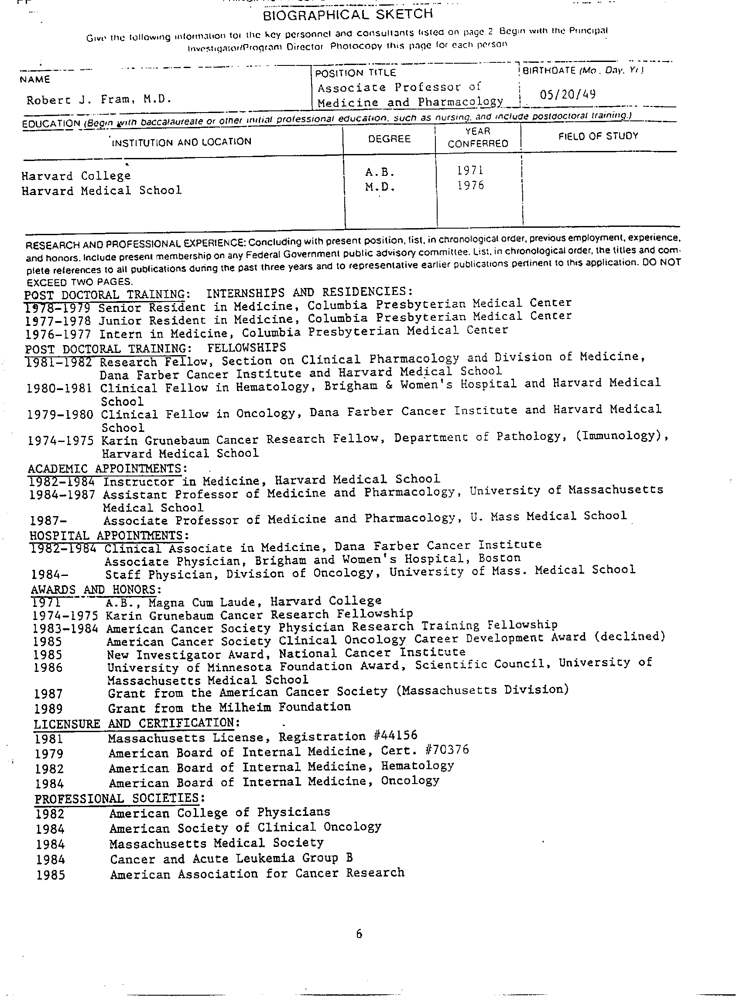 BIOGRAPHICAL SKETCH
Give the following information for the key personnel and consultants listed on page 2 Begin with the Principal
Investigator/Program Director Photocopy this page for each person
NAME
POSITION TITLE
BIRTHDATE (Mo, Day, Yr)
Robert J. Fram, M.D.
Associate Professor of
Medicine and Pharmacology
05/20/49
EDUCATION (Begin with baccalaureate or other initial professional education, such as nursing, and include postdoctoral training.)
INSTITUTION AND LOCATION
DEGREE
YEAR
CONFERRED
FIELD OF STUDY
Harvard College A.B. 1971
Harvard Medical School M.D. 1976
RESEARCH AND PROFESSIONAL EXPERIENCE: Concluding with present position, list, in chronological order, previous employment, experience,
and honors. Include present membership on any Federal Government public advisory committee. List, in chronological order, the titles and com-
plete references to all publications during the past three years and to representative earlier publications pertinent to this application. DO NOT
EXCEED TWO PAGES.
POST DOCTORAL TRAINING: INTERNSHIPS AND RESIDENCIES:
1978-1979 Senior Resident in Medicine, Columbia Presbyterian Medical Center
1977-1978 Junior Resident in Medicine, Columbia Presbyterian Medical Center
1976-1977 Intern in Medicine, Columbia Presbyterian Medical Center
POST DOCTORAL TRAINING: FELLOWSHIPS
1981-1982 Research Fellow, Section on Clinical Pharmacology and Division of Medicine,
Dana Farber Cancer Institute and Harvard Medical School
1980-1981 Clinical Fellow in Hematology, Brigham & Women's Hospital and Harvard Medical
School
1979-1980 Clinical Fellow in Oncology, Dana Farber Cancer Institute and Harvard Medical
School
1974-1975 Karin Grunebaum Cancer Research Fellow, Department of Pathology, (Immunology),
Harvard Medical School
ACADEMIC APPOINTMENTS:
1982-1984 Instructor in Medicine, Harvard Medical School
1984-1987 Assistant Professor of Medicine and Pharmacology, University of Massachusetts
Medical School
1987- Associate Professor of Medicine and Pharmacology, U. Mass Medical School
HOSPITAL APPOINTMENTS:
1982-1984 Clinical Associate in Medicine, Dana Farber Cancer Institute
Associate Physician, Brigham and Women's Hospital, Boston
1984- Staff Physician, Division of Oncology, University of Mass. Medical School
AWARDS AND HONORS:
1971 A.B., Magna Cum Laude, Harvard College
1974-1975 Karin Grunebaum Cancer Research Fellowship
1983-1984 American Cancer Society Physician Research Training Fellowship
1985 American Cancer Society Clinical Oncology Career Development Award (declined)
1985 New Investigator Award, National Cancer Institute
1986 University of Minnesota Foundation Award, Scientific Council, University of
Massachusetts Medical School
1987 Grant from the American Cancer Society (Massachusetts Division)
1989 Grant from the Milheim Foundation
LICENSURE AND CERTIFICATION:
1981 Massachusetts License, Registration #44156
1979 American Board of Internal Medicine, Cert. #70376
1982 American Board of Internal Medicine, Hematology
1984 American Board of Internal Medicine, Oncology
PROFESSIONAL SOCIETIES:
1982 American College of Physicians
1984 American Society of Clinical Oncology
1984 Massachusetts Medical Society
1984 Cancer and Acute Leukemia Group B
1985 American Association for Cancer Research
6